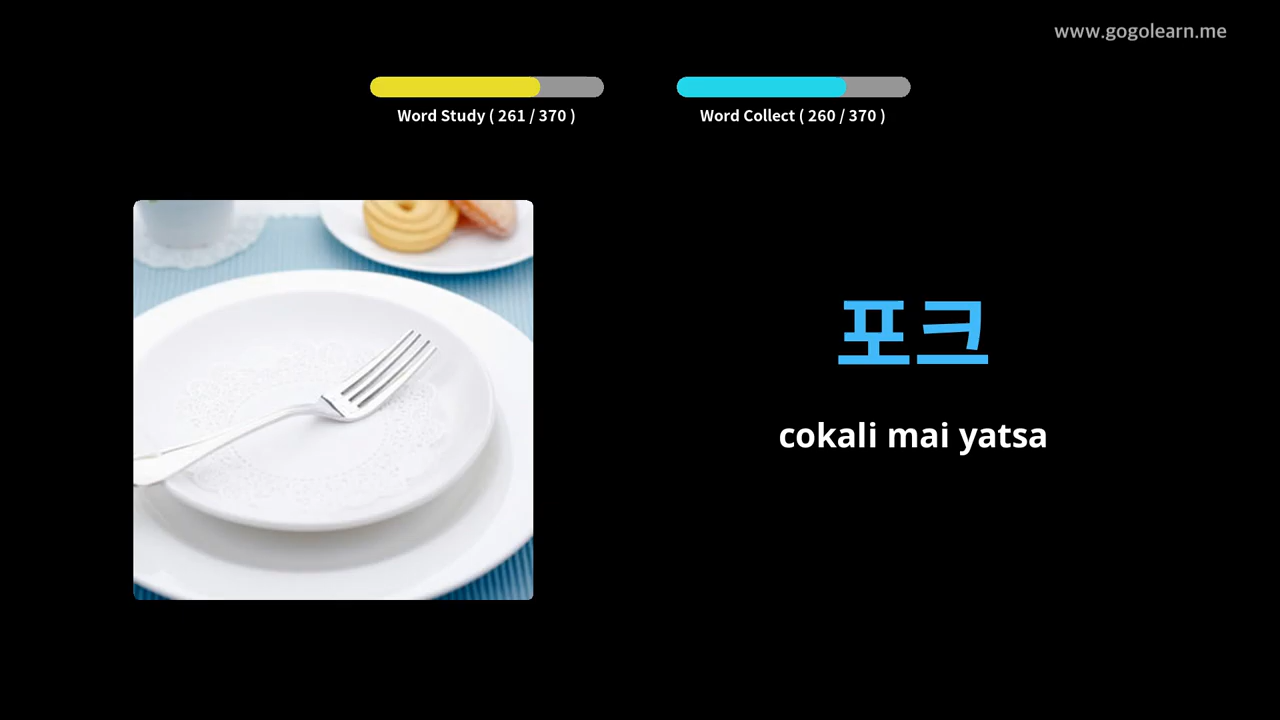 www.gogolearn.me
Word Study ( 261 / 370 )
Word Collect ( 260 / 370 )
포크
cokali mai yatsa